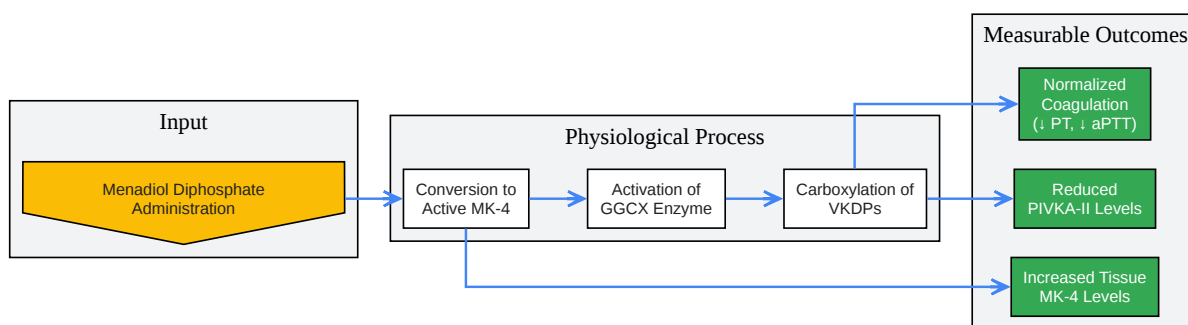 Input
Menadiol Diphosphate
Administration
Physiological Process
Conversion to
Active MK-4
Activation of
GGCX Enzyme
Carboxylation of
VKDPs
Measurable Outcomes
Normalized
Coagulation
(↓ PT, ↓ aPTT)
Reduced
PIVKA-II Levels
Increased Tissue
MK-4 Levels